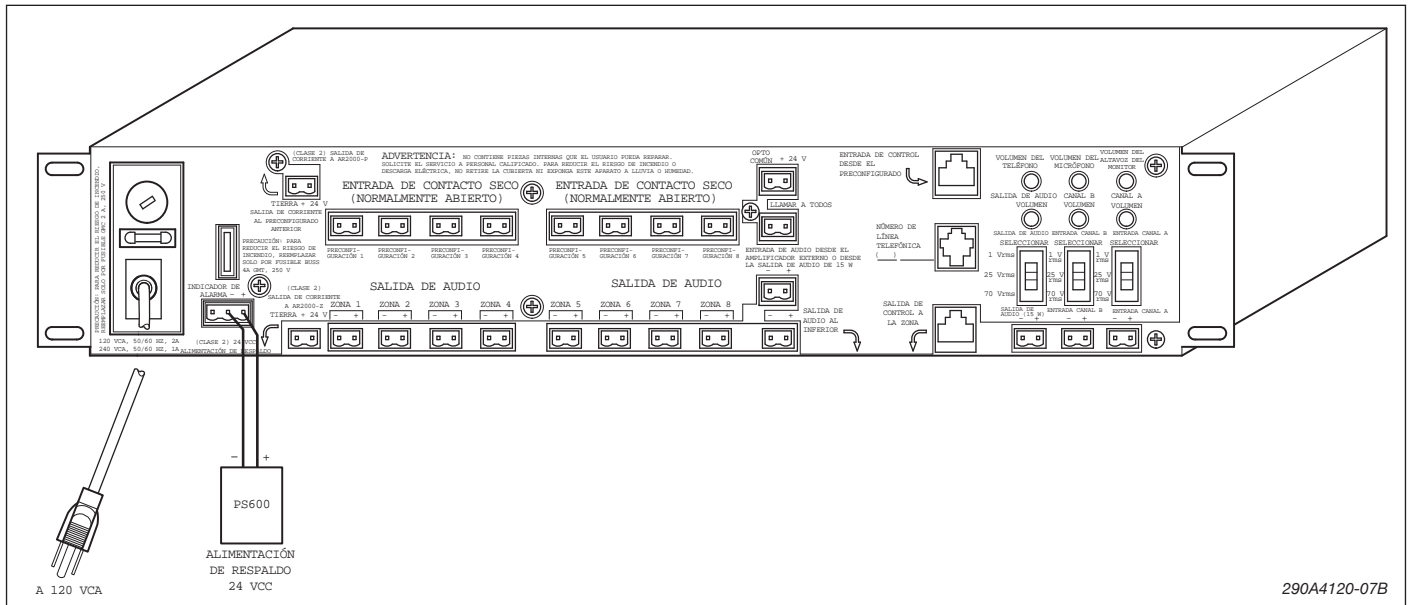 PRECAUCIÓN: PARA REDUCIR EL RIESGO DE INCENDIO,
REEMPLAZAR SOLO POR FUSIBLE GMC 2 A, 250 V
120 VCA, 50/60 HZ, 2A
240 VCA, 50/60 HZ, 1A
(CLASE 2) SALIDA DE
CORRIENTE A AR2000-P
TIERRA + 24 V
SALIDA DE CORRIENTE
AL PRECONFIGURADO
ANTERIOR
PRECAUCIÓN: PARA
REDUCIR EL RIESGO DE
INCENDIO, REEMPLAZAR
SOLO POR FUSIBLE BUSS
4A GMT, 250 V
INDICADOR DE
ALARMA - +
(CLASE 2)
SALIDA DE CORRIENTE
A AR2000-Z
TIERRA + 24 V
(CLASE 2) 24 VCC
ALIMENTACIÓN DE RESPALDO
ADVERTENCIA: NO CONTIENE PIEZAS INTERNAS QUE EL USUARIO PUEDA REPARAR.
SOLICITE EL SERVICIO A PERSONAL CALIFICADO. PARA REDUCIR EL RIESGO DE INCENDIO O
DESCARGA ELÉCTRICA, NO RETIRE LA CUBIERTA NI EXPONGA ESTE APARATO A LLUVIA O HUMEDAD.
ENTRADA DE CONTACTO SECO
(NORMALMENTE ABIERTO)
ENTRADA DE CONTACTO SECO
(NORMALMENTE ABIERTO)
PRECONFI-
GURACIÓN 1
PRECONFI-
GURACIÓN 2
PRECONFI-
GURACIÓN 3
PRECONFI-
GURACIÓN 4
PRECONFI-
GURACIÓN 5
PRECONFI-
GURACIÓN 6
PRECONFI-
GURACIÓN 7
PRECONFI-
GURACIÓN 8
SALIDA DE AUDIO
SALIDA DE AUDIO
ZONA 1 ZONA 2 ZONA 3 ZONA 4 ZONA 5 ZONA 6 ZONA 7 ZONA 8
- + - + - + - + - + - + - + - + - +
OPTO
COMÚN + 24 V
LLAMAR A TODOS
ENTRADA DE AUDIO DESDE EL
AMPLIFICADOR EXTERNO O DESDE
LA SALIDA DE AUDIO DE 15 W
- +
SALIDA DE
AUDIO AL
INFERIOR
ENTRADA DE CONTROL
DESDE EL
PRECONFIGURADO
NÚMERO DE
LÍNEA
TELEFÓNICA
(___)_____
SALIDA DE
CONTROL A
LA ZONA
VOLUMEN DEL
TELÉFONO
VOLUMEN DEL
MICRÓFONO
VOLUMEN DEL
ALTAVOZ DEL
MONITOR
SALIDA DE AUDIO
VOLUMEN
CANAL B
VOLUMEN
CANAL A
VOLUMEN
SALIDA DE AUDIO ENTRADA CANAL B ENTRADA CANAL A
SELECCIONAR SELECCIONAR SELECCIONAR
1 Vrms 1 V rms 1 V rms
25 Vrms 25 V rms 25 V rms
70 Vrms 70 V rms 70 V rms
- + - + - +
SALIDA DE
AUDIO (15 W) ENTRADA CANAL B ENTRADA CANAL A
- +
PS600
ALIMENTACIÓN
DE RESPALDO
24 VCC
A 120 VCA
290A4120-07B